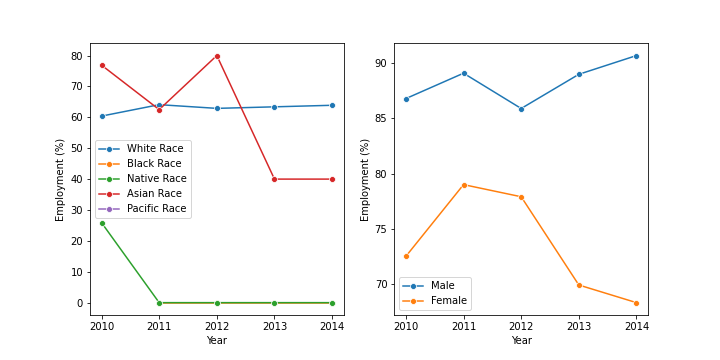 80
70
60
50
40
30
20
10
0
Employment (%)
White Race
Black Race
Native Race
Asian Race
Pacific Race
2010 2011 2012 2013 2014
Year
90
85
80
75
70
Employment (%)
Male
Female
2010 2011 2012 2013 2014
Year